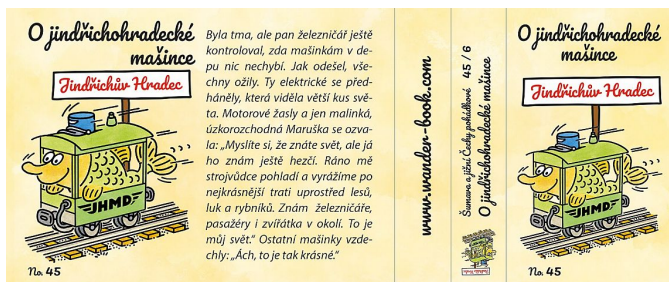 O jindřichohradecké
mašince
Jindřichův Hradec
JHMD
No. 45
Byla tma, ale pan železničář ještě
kontroloval, zda mašinkám v de-
pu nic nechybí. Jak odešel, vše-
chny ožily. Ty elektrické se před-
háněly, která viděla větší kus svě-
ta. Motorové žasly a jen malinká,
úzkorozchodná Maruška se ozva-
la: „Myslíte si, že znáte svět, ale já
ho znám ještě hezčí. Ráno mě
strojvůdce pohladí a vyrážíme po
nejkrásnější trati uprostřed lesů,
luk a rybníků. Znám železničáře,
pasažéry i zvířátka v okolí. To je
můj svět.“ Ostatní mašinky vzde-
chly: „Ách, to je tak krásné.“
www.wander-book.com
Šumava a jižní Čechy pohádkové 45 / 6
O jindřichohradecké mašince
O jindřichohradecké
mašince
Jindřichův Hradec
JHMD
No. 45